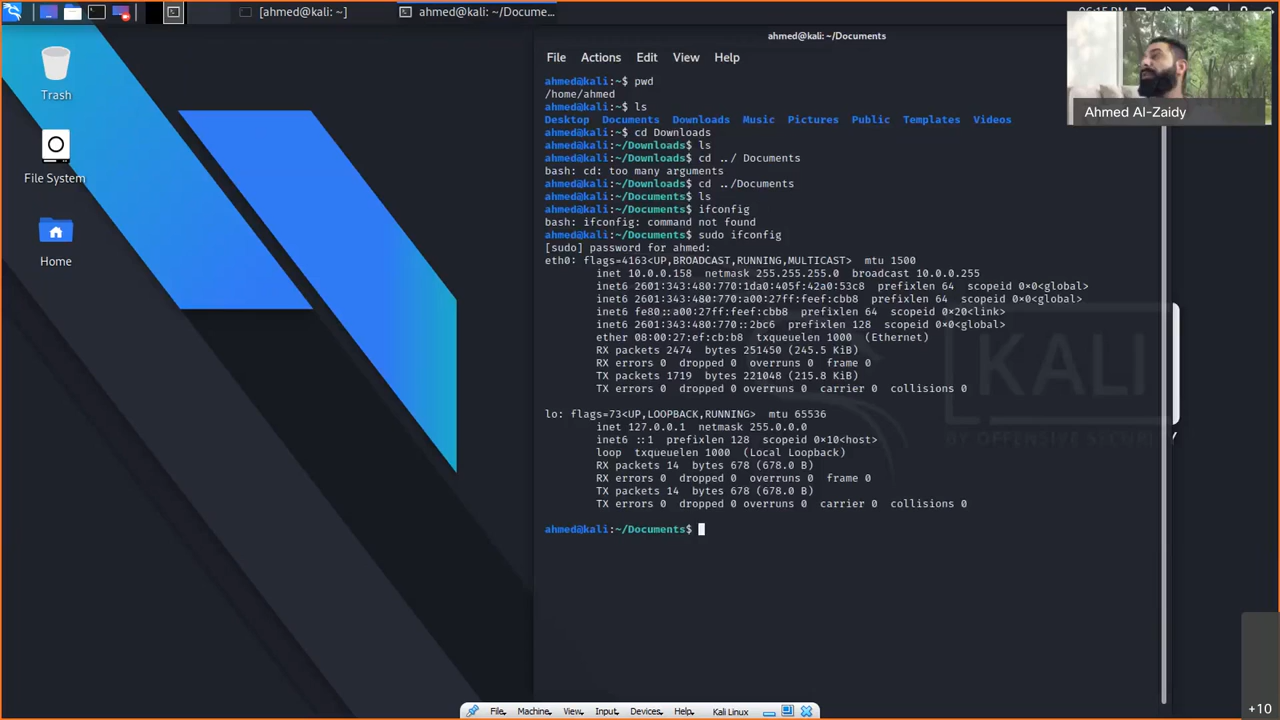 [ahmed@kali: ~]
ahmed@kali: ~/Docume...
ahmed@kali: ~/Documents
Ahmed Al-Zaidy
Trash
File System
Home
File Actions Edit View Help
ahmed@kali:~$ pwd
/home/ahmed
ahmed@kali:~$ ls
Desktop Documents Downloads Music Pictures Public Templates Videos
ahmed@kali:~$ cd Downloads
ahmed@kali:~/Downloads$ ls
ahmed@kali:~/Downloads$ cd ../ Documents
bash: cd: too many arguments
ahmed@kali:~/Downloads$ cd ../Documents
ahmed@kali:~/Documents$ ls
ahmed@kali:~/Documents$ ifconfig
bash: ifconfig: command not found
ahmed@kali:~/Documents$ sudo ifconfig
[sudo] password for ahmed:
eth0: flags=4163<UP,BROADCAST,RUNNING,MULTICAST> mtu 1500
inet 10.0.0.158 netmask 255.255.255.0 broadcast 10.0.0.255
inet6 2601:343:480:770:1da0:405f:42a0:53c8 prefixlen 64 scopeid 0×0<global>
inet6 2601:343:480:770:a00:27ff:feef:cbb8 prefixlen 64 scopeid 0×0<global>
inet6 fe80::a00:27ff:feef:cbb8 prefixlen 64 scopeid 0×20<link>
inet6 2601:343:480:770::2bc6 prefixlen 128 scopeid 0×0<global>
ether 08:00:27:ef:cb:b8 txqueuelen 1000 (Ethernet)
RX packets 2474 bytes 251450 (245.5 KiB)
RX errors 0 dropped 0 overruns 0 frame 0
TX packets 1719 bytes 221048 (215.8 KiB)
TX errors 0 dropped 0 overruns 0 carrier 0 collisions 0
lo: flags=73<UP,LOOPBACK,RUNNING> mtu 65536
inet 127.0.0.1 netmask 255.0.0.0
inet6 ::1 prefixlen 128 scopeid 0×10<host>
loop txqueuelen 1000 (Local Loopback)
RX packets 14 bytes 678 (678.0 B)
RX errors 0 dropped 0 overruns 0 frame 0
TX packets 14 bytes 678 (678.0 B)
TX errors 0 dropped 0 overruns 0 carrier 0 collisions 0
ahmed@kali:~/Documents$
KALI
BY OFFENSIVE SECURITY
File Machine View Input Devices Help Kali Linux
+10